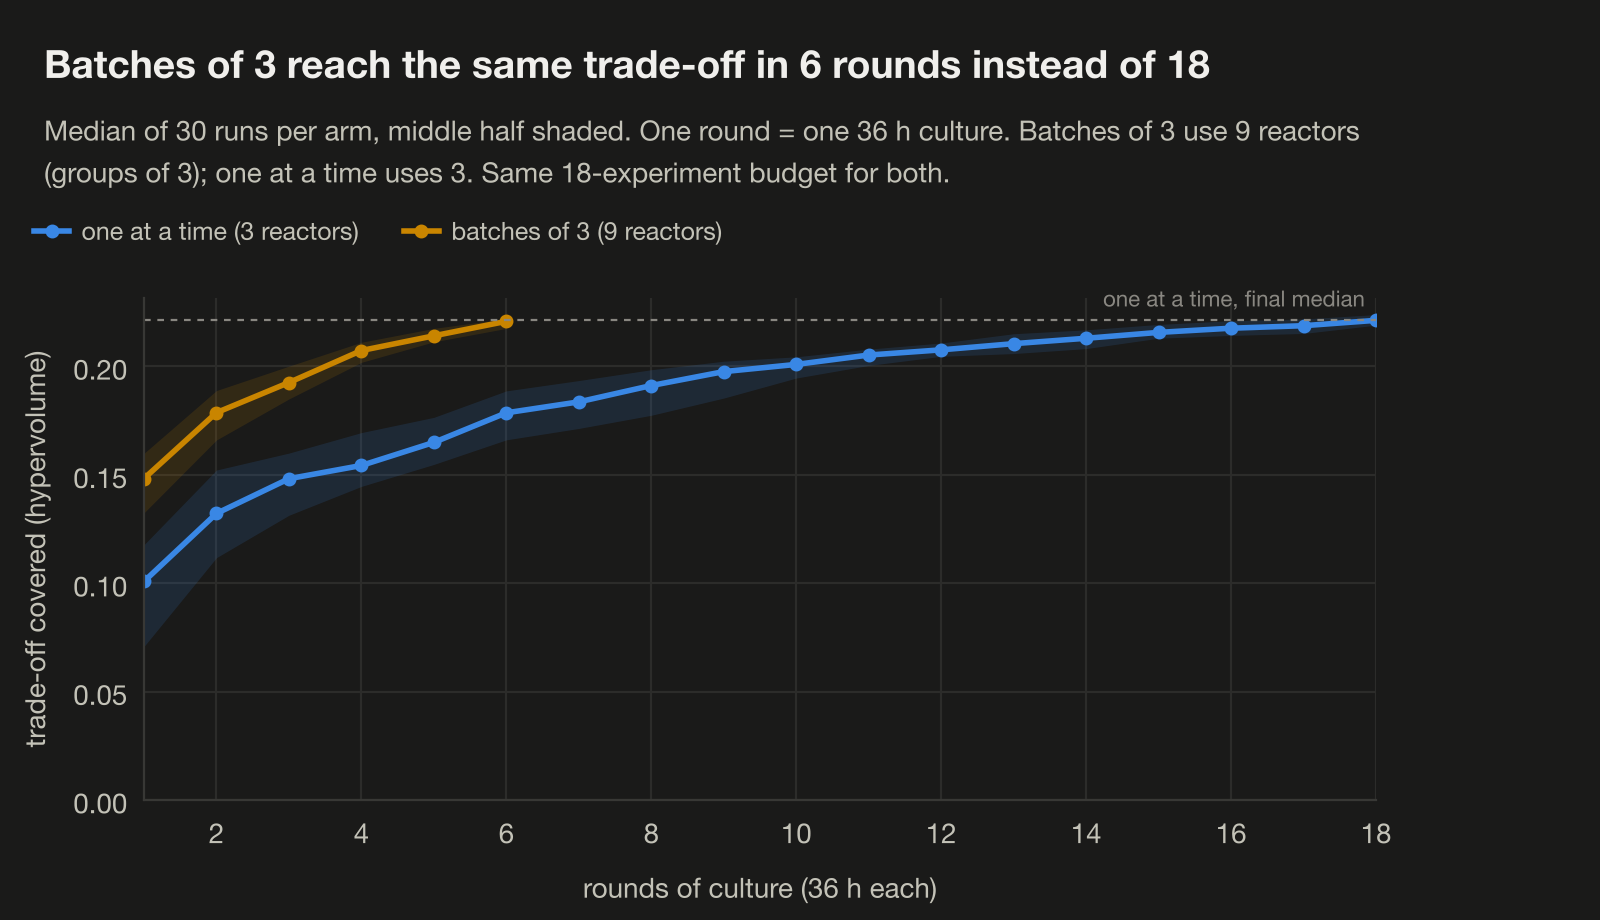 Batches of 3 reach the same trade-off in 6 rounds instead of 18
Median of 30 runs per arm, middle half shaded. One round = one 36 h culture. Batches of 3 use 9 reactors
(groups of 3); one at a time uses 3. Same 18-experiment budget for both.
one at a time (3 reactors)
batches of 3 (9 reactors)
one at a time, final median
trade-off covered (hypervolume)
0.20
0.15
0.10
0.05
0.00
2 4 6 8 10 12 14 16 18
rounds of culture (36 h each)